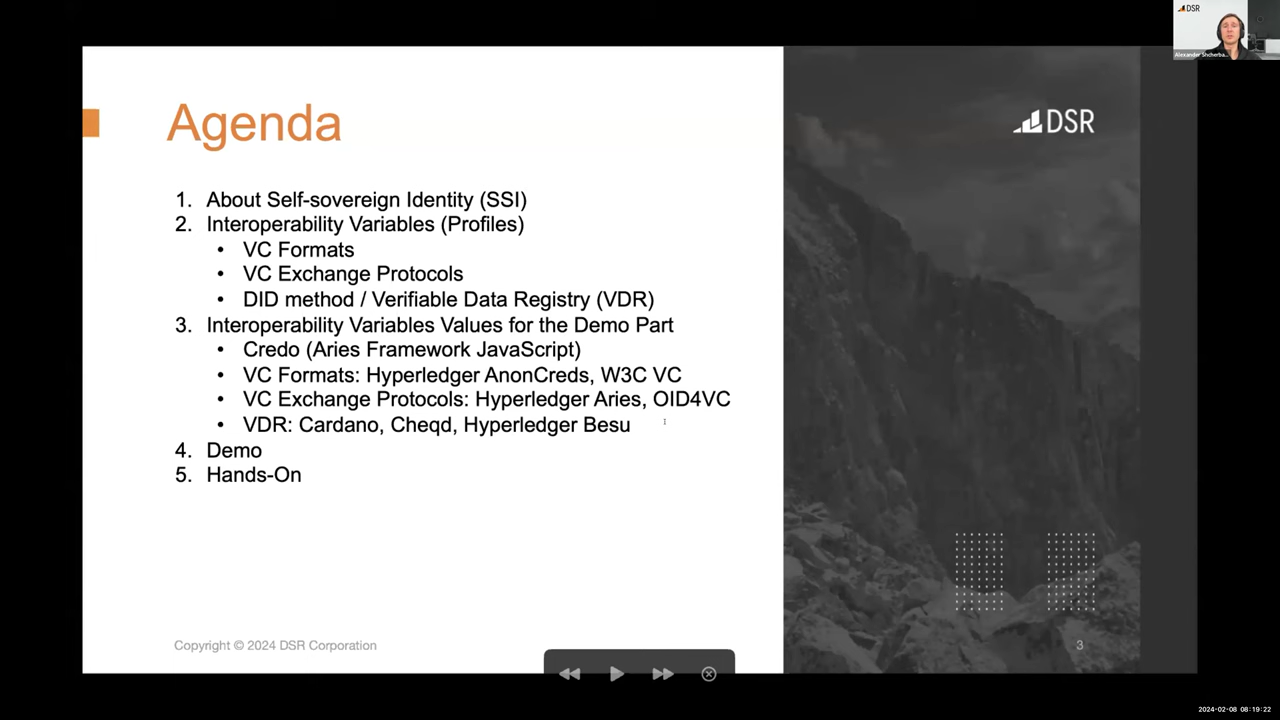 DSR
Alexander Shcherba...
Agenda
DSR
1. About Self-sovereign Identity (SSI)
2. Interoperability Variables (Profiles)
• VC Formats
• VC Exchange Protocols
• DID method / Verifiable Data Registry (VDR)
3. Interoperability Variables Values for the Demo Part
• Credo (Aries Framework JavaScript)
• VC Formats: Hyperledger AnonCreds, W3C VC
• VC Exchange Protocols: Hyperledger Aries, OID4VC
• VDR: Cardano, Cheqd, Hyperledger Besu
4. Demo
5. Hands-On
Copyright © 2024 DSR Corporation
3
2024-02-08 08:19:22